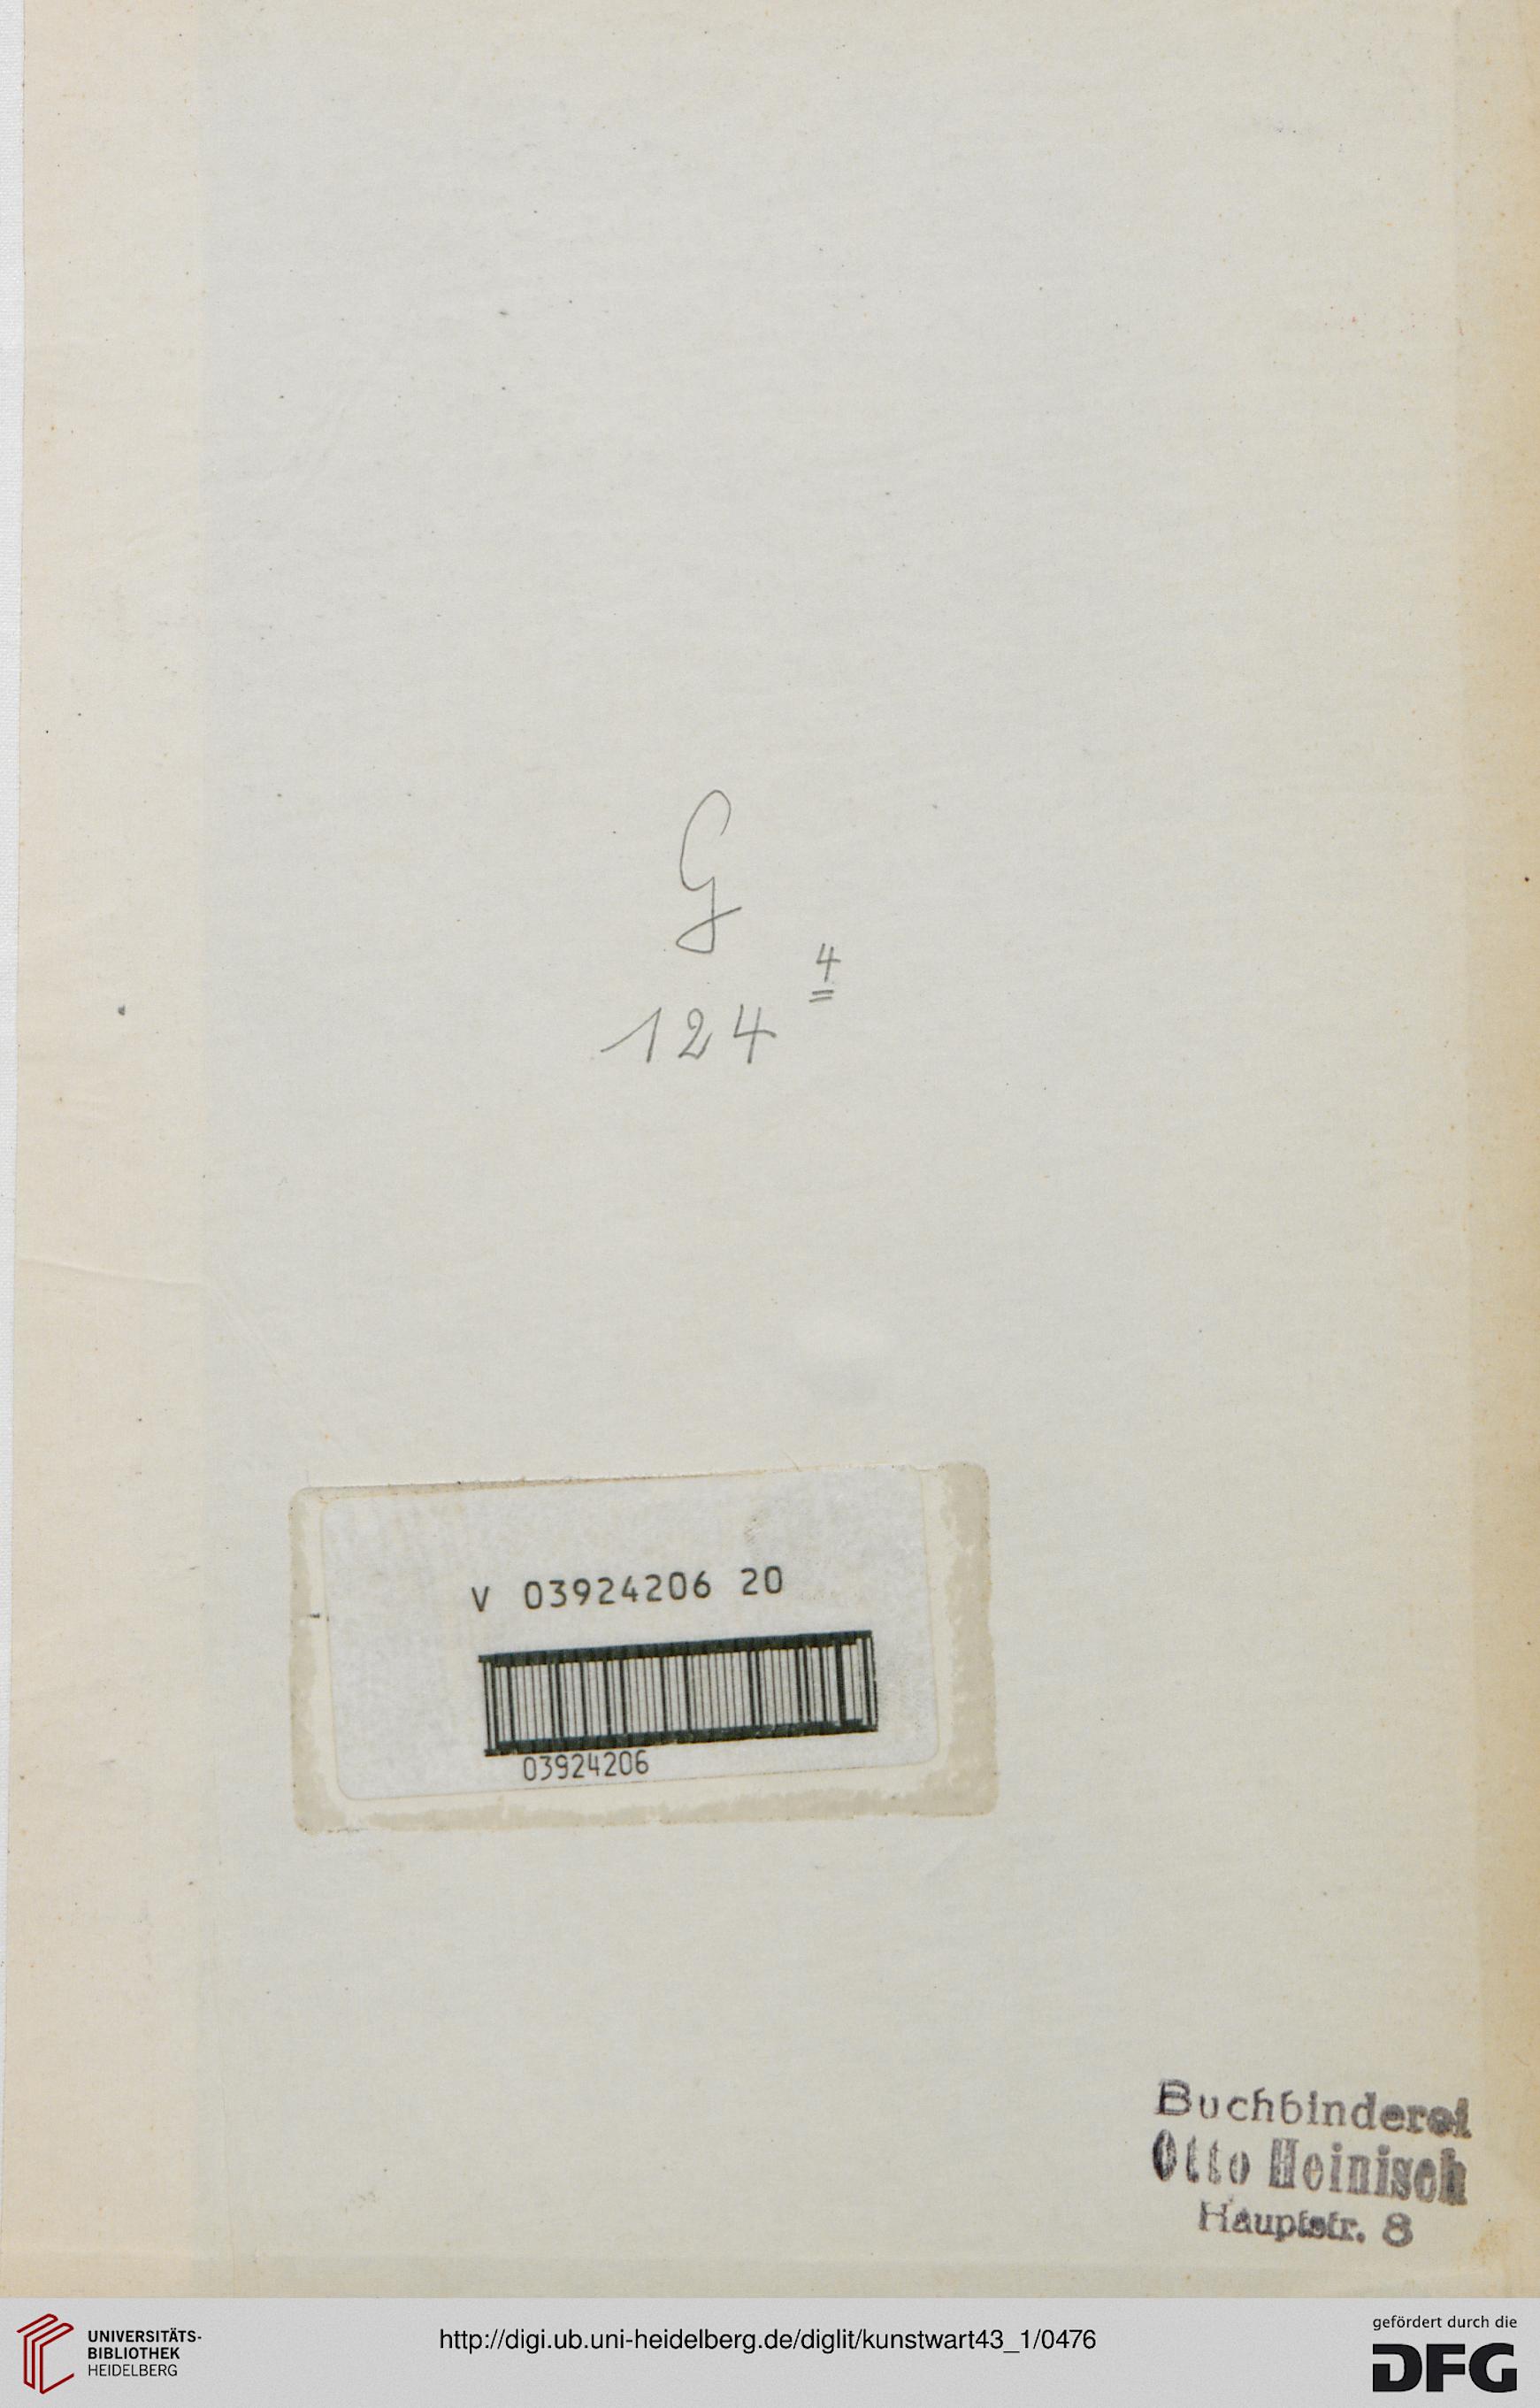 G
4
124
V 03924206 20
03924206
Buchbinderei
Otto Heinisch
Hauptstr. 8
UNIVERSITÄTS-
BIBLIOTHEK
HEIDELBERG
http://digi.ub.uni-heidelberg.de/diglit/kunstwart43_1/0476
gefördert durch die
DFG